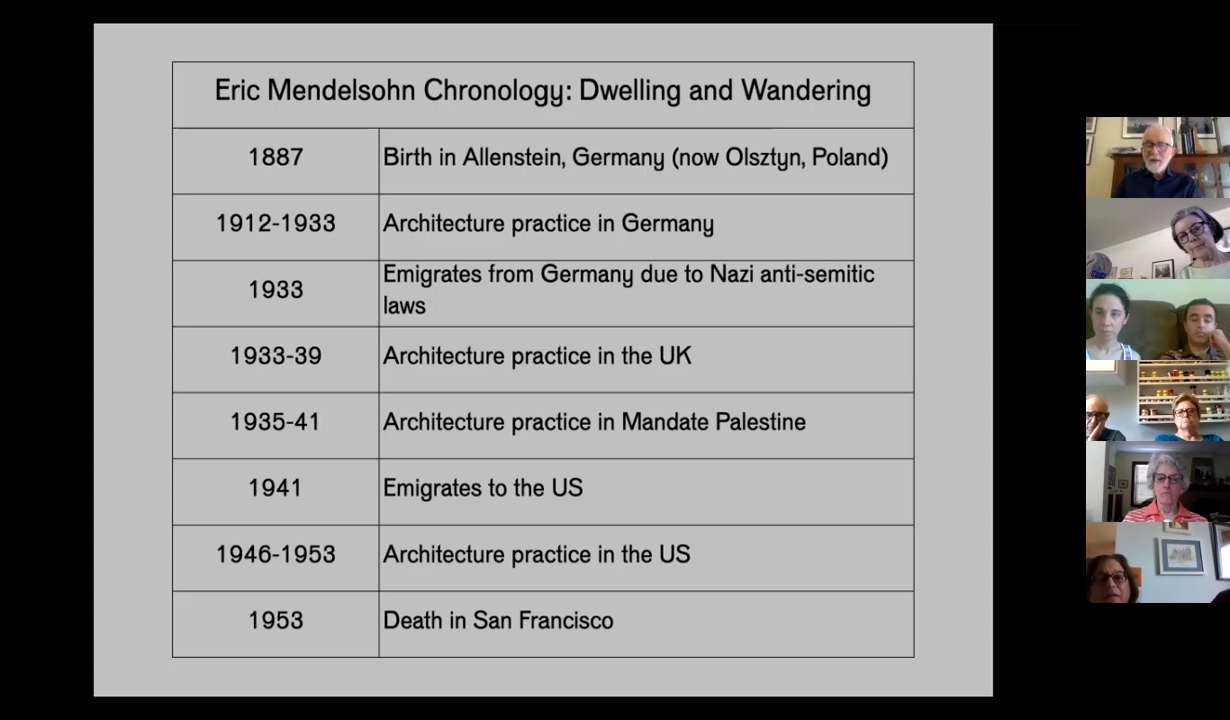 Eric Mendelsohn Chronology: Dwelling and Wandering
1887 Birth in Allenstein, Germany (now Olsztyn, Poland)
1912-1933 Architecture practice in Germany
1933 Emigrates from Germany due to Nazi anti-semitic
laws
1933-39 Architecture practice in the UK
1935-41 Architecture practice in Mandate Palestine
1941 Emigrates to the US
1946-1953 Architecture practice in the US
1953 Death in San Francisco